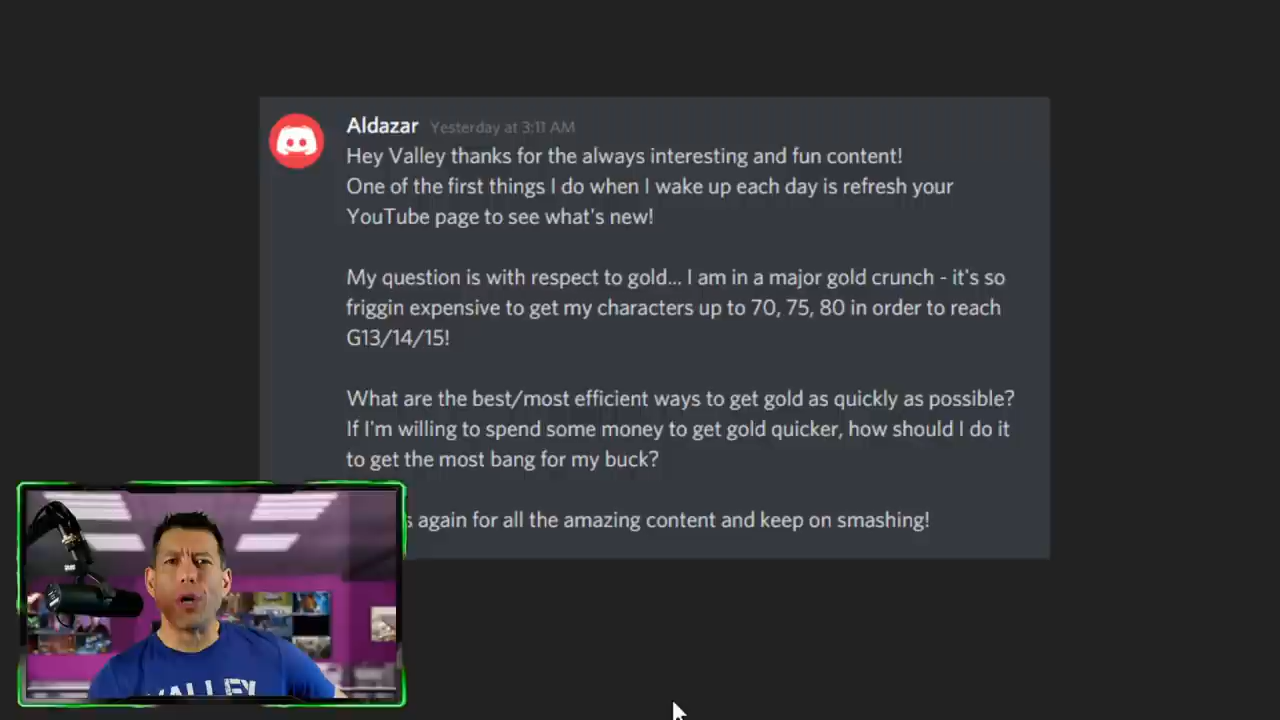 Aldazar Yesterday at 3:11 AM
Hey Valley thanks for the always interesting and fun content!
One of the first things I do when I wake up each day is refresh your
YouTube page to see what's new!
My question is with respect to gold... I am in a major gold crunch - it's so
friggin expensive to get my characters up to 70, 75, 80 in order to reach
G13/14/15!
What are the best/most efficient ways to get gold as quickly as possible?
If I'm willing to spend some money to get gold quicker, how should I do it
to get the most bang for my buck?
s again for all the amazing content and keep on smashing!
VALLEY